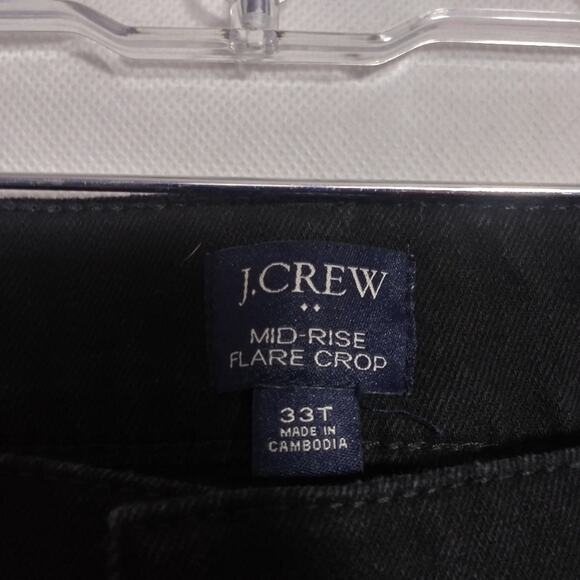 J.CREW
MID-RISE
FLARE CROP
33T
MADE IN
CAMBODIA